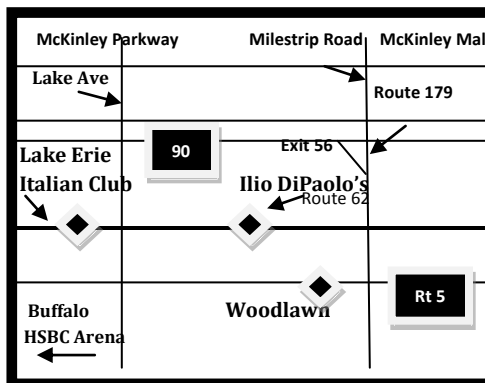 McKinley Parkway Milestrip Road McKinley Mal
Lake Ave
Route 179
90
Exit 56
Lake Erie
Italian Club
Ilio DiPaolo's
Route 62
Rt 5
Woodlawn
Buffalo
HSBC Arena